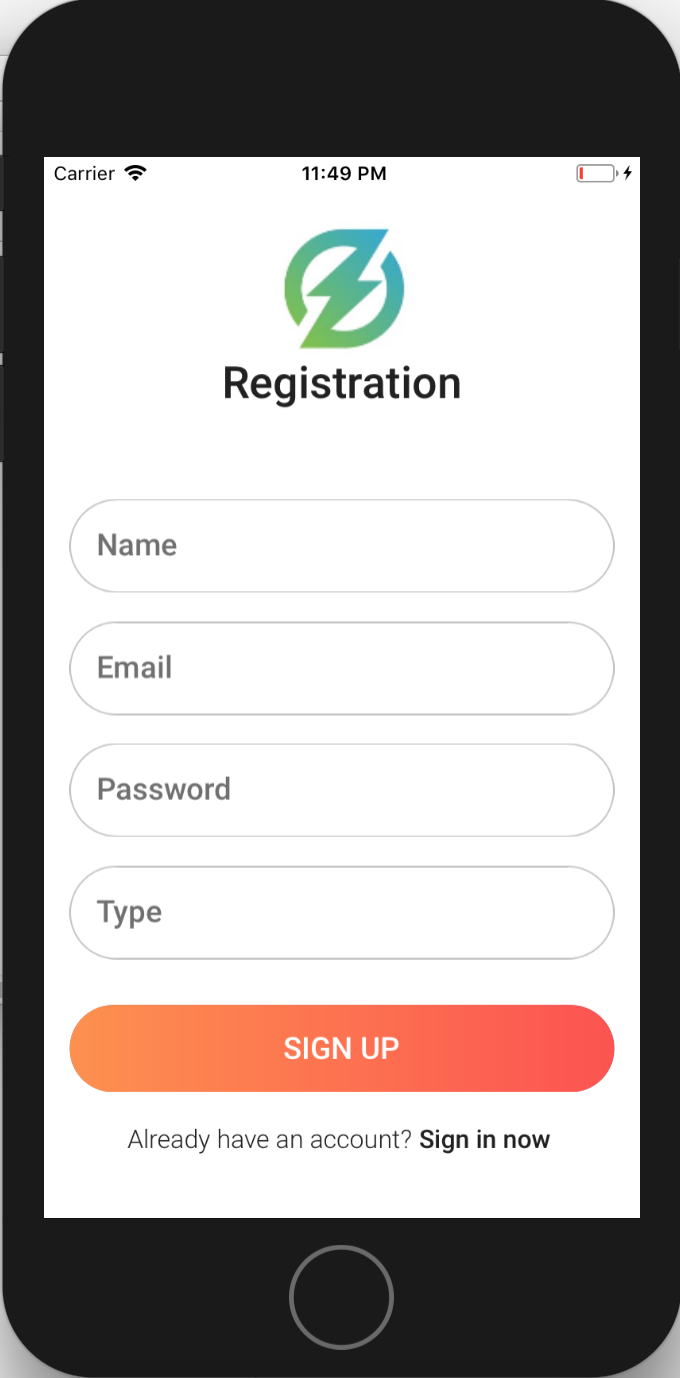 Carrier 11:49 PM
Registration
Name
Email
Password
Type
SIGN UP
Already have an account? Sign in now